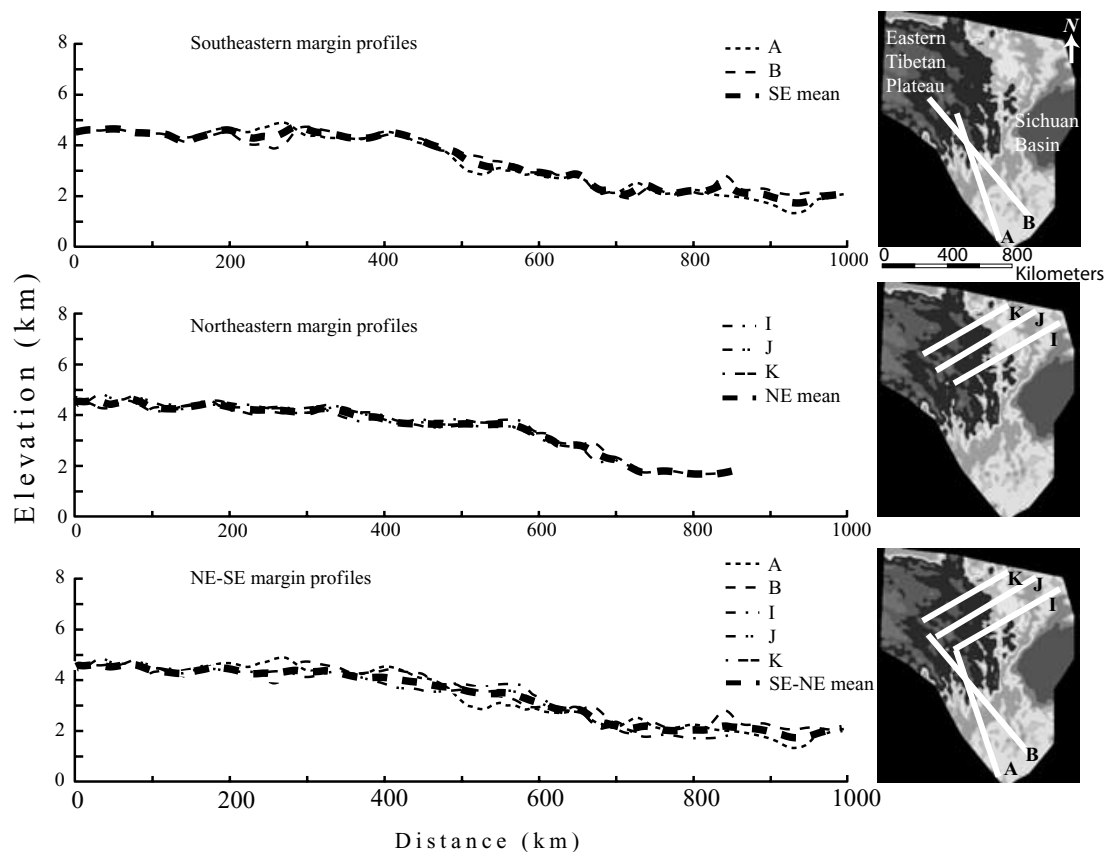 Southeastern margin profiles
A
B
SE mean
8
6
4
2
0
0 200 400 600 800 1000
Eastern
Tibetan
Plateau
N
Sichuan
Basin
A
B
0 400 800
Kilometers
Northeastern margin profiles
I
J
K
NE mean
8
6
4
2
0
0 200 400 600 800 1000
K
J
I
NE-SE margin profiles
A
B
I
J
K
SE-NE mean
8
6
4
2
0
0 200 400 600 800 1000
K
J
I
B
A
Elevation (km)
Distance (km)